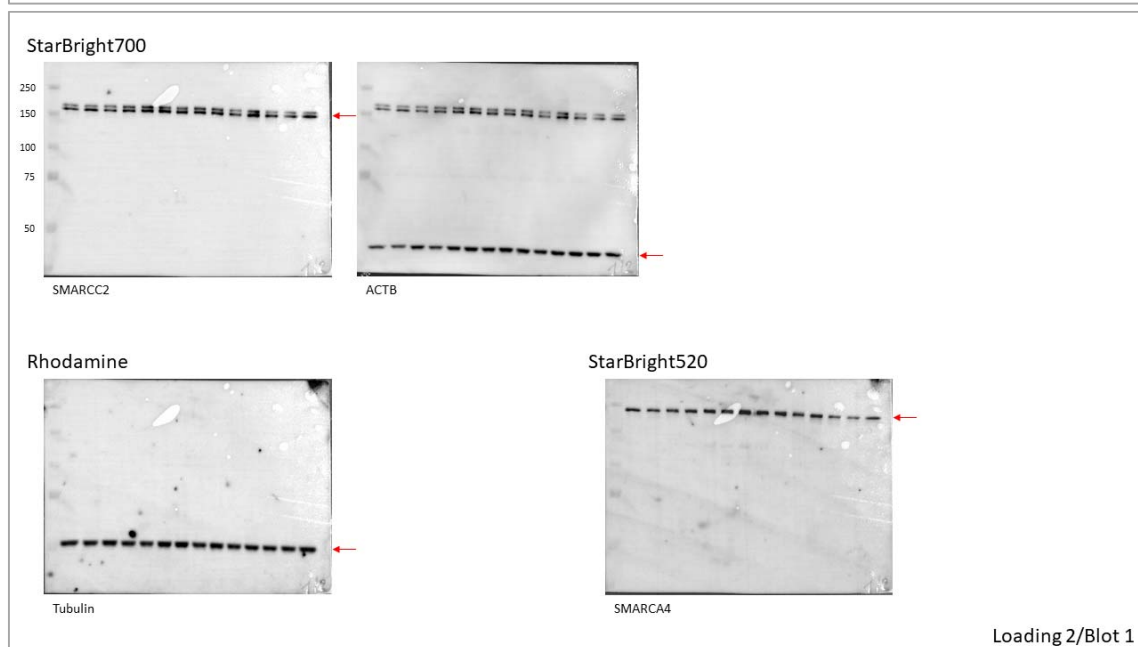 StarBright700
250
150
100
75
50
SMARCC2
ACTB
Rhodamine
StarBright520
Tubulin
SMARCA4
Loading 2/Blot 1